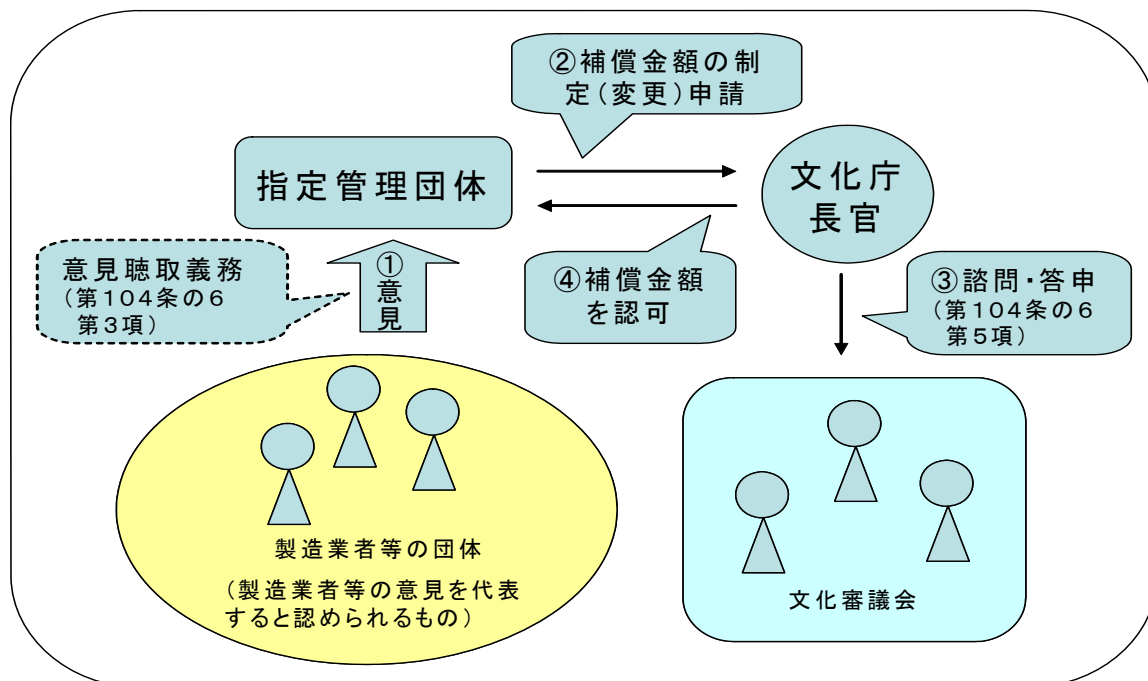 ②補償金額の制
定（変更）申請
指定管理団体
文化庁
長官
意見聴取義務
（第１０４条の６
第３項）
①
意
見
④補償金額
を認可
③諮問・答申
（第１０４条の６
第５項）
製造業者等の団体
（製造業者等の意見を代表
すると認められるもの）
文化審議会